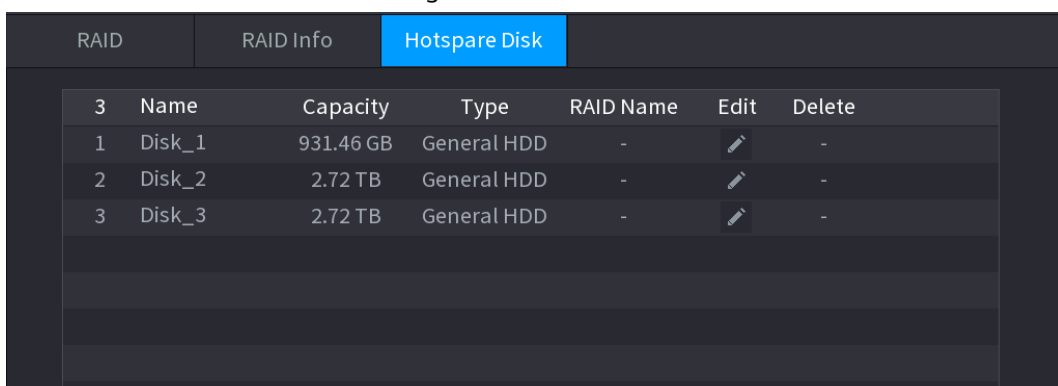 RAID RAID Info Hotspare Disk
3 Name Capacity Type RAID Name Edit Delete
1 Disk_1 931.46 GB General HDD - -
2 Disk_2 2.72 TB General HDD - -
3 Disk_3 2.72 TB General HDD - -